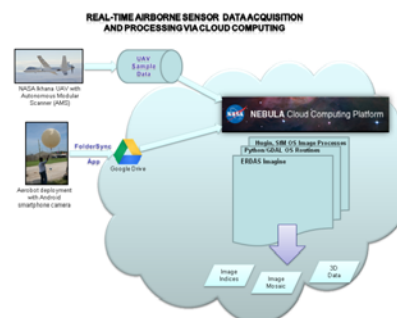 REAL-TIME AIRBORNE SENSOR DATA ACQUISITION
AND PROCESSING VIA CLOUD COMPUTING
UAV
Sample
Data
NASA Ikhana UAV with
Autonomous Modular
Scanner (AMS)
NASA
NEBULA Cloud Computing Platform
Hugin, SIM OS Image Processes
Python/GDAL OS Routines
ERDAS Imagine
FolderSync
App
Google Drive
Aerobot deployment
with Android
smartphone camera
Image
Indices
Image
Mosaic
3D
Data